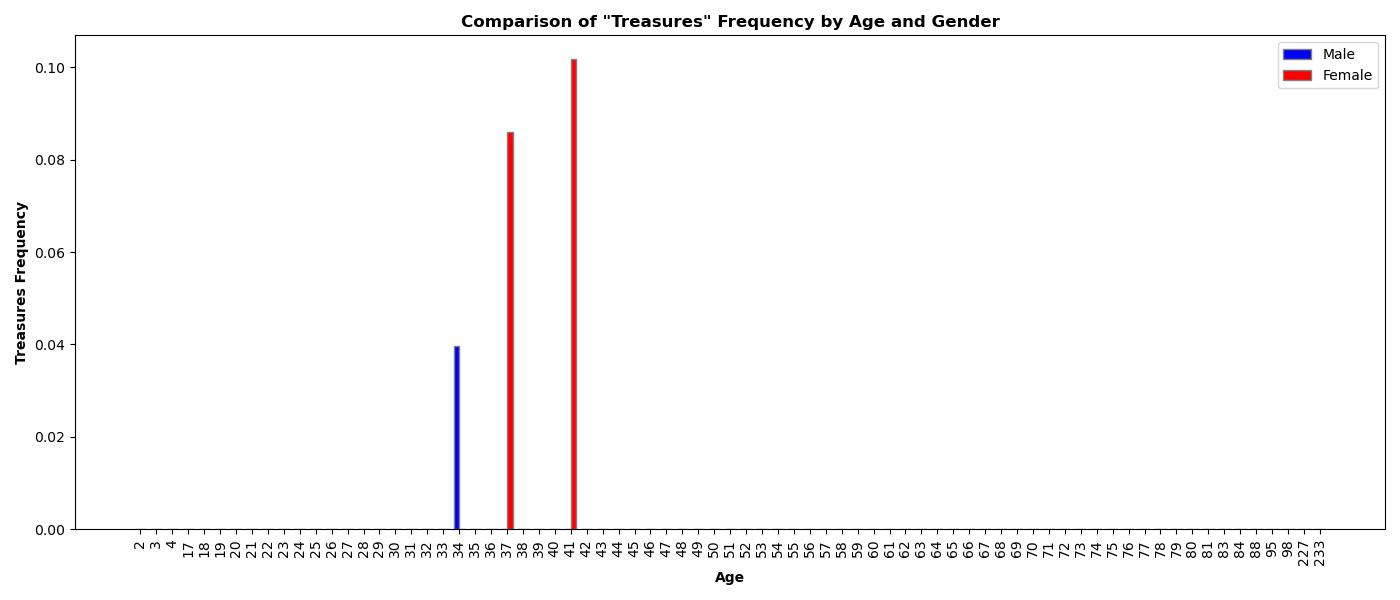 Comparison of "Treasures" Frequency by Age and Gender
Male
Female
Treasures Frequency
0.10
0.08
0.06
0.04
0.02
0.00
2 3 4 17 18 19 20 21 22 23 24 25 26 27 28 29 30 31 32 33 34 35 36 37 38 39 40 41 42 43 44 45 46 47 48 49 50 51 52 53 54 55 56 57 58 59 60 61 62 63 64 65 66 67 68 69 70 71 72 73 74 75 76 77 78 79 80 81 83 84 88 95 98 227 233
Age